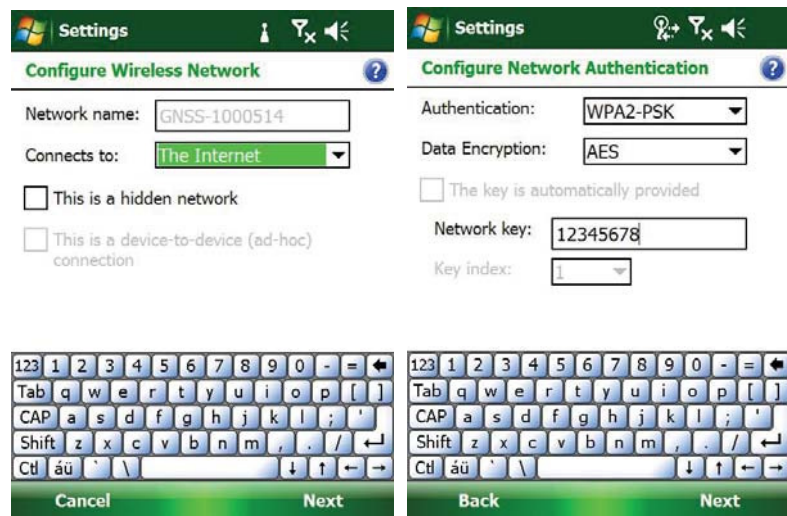 Settings
Configure Wireless Network
Network name: GNSS-1000514
Connects to: The Internet
This is a hidden network
This is a device-to-device (ad-hoc)
connection
123 1 2 3 4 5 6 7 8 9 0 - = 
Tab q w e r t y u i o p [ ]
CAP a s d f g h j k l ; '
Shift z x c v b n m , . /
Ctl áü ` \
Cancel Next
Settings
Configure Network Authentication
Authentication: WPA2-PSK
Data Encryption: AES
The key is automatically provided
Network key: 12345678
Key index: 1
123 1 2 3 4 5 6 7 8 9 0 - =
Tab q w e r t y u i o p [ ]
CAP a s d f g h j k l ; '
Shift z x c v b n m , . /
Ctl áü ` \
Back Next